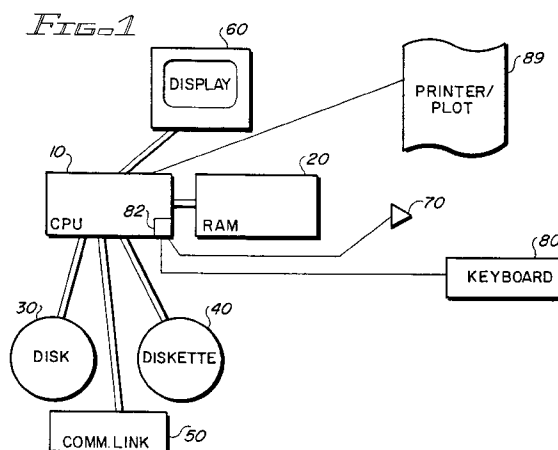 FIG-1
60
DISPLAY
89
PRINTER/
PLOT
10
20
82
CPU
RAM
70
80
KEYBOARD
30
40
DISK
DISKETTE
50
COMM. LINK